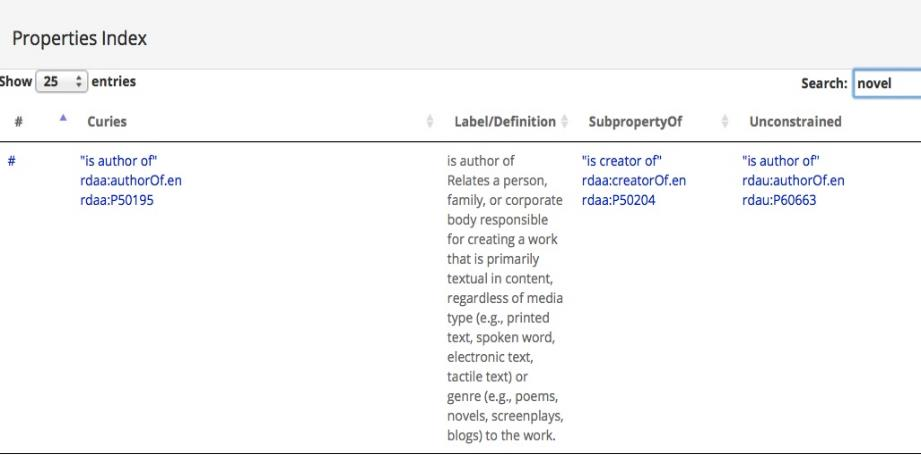 Properties Index
Show 25 entries
Search: novel
# Curies Label/Definition SubpropertyOf Unconstrained
#
"is author of"
rdaa:authorOf.en
rdaa:P50195
is author of
Relates a person,
family, or corporate
body responsible
for creating a work
that is primarily
textual in content,
regardless of media
type (e.g., printed
text, spoken word,
electronic text,
tactile text) or
genre (e.g., poems,
novels, screenplays,
blogs) to the work.
"is creator of"
rdaa:creatorOf.en
rdaa:P50204
"is author of"
rdau:authorOf.en
rdau:P60663